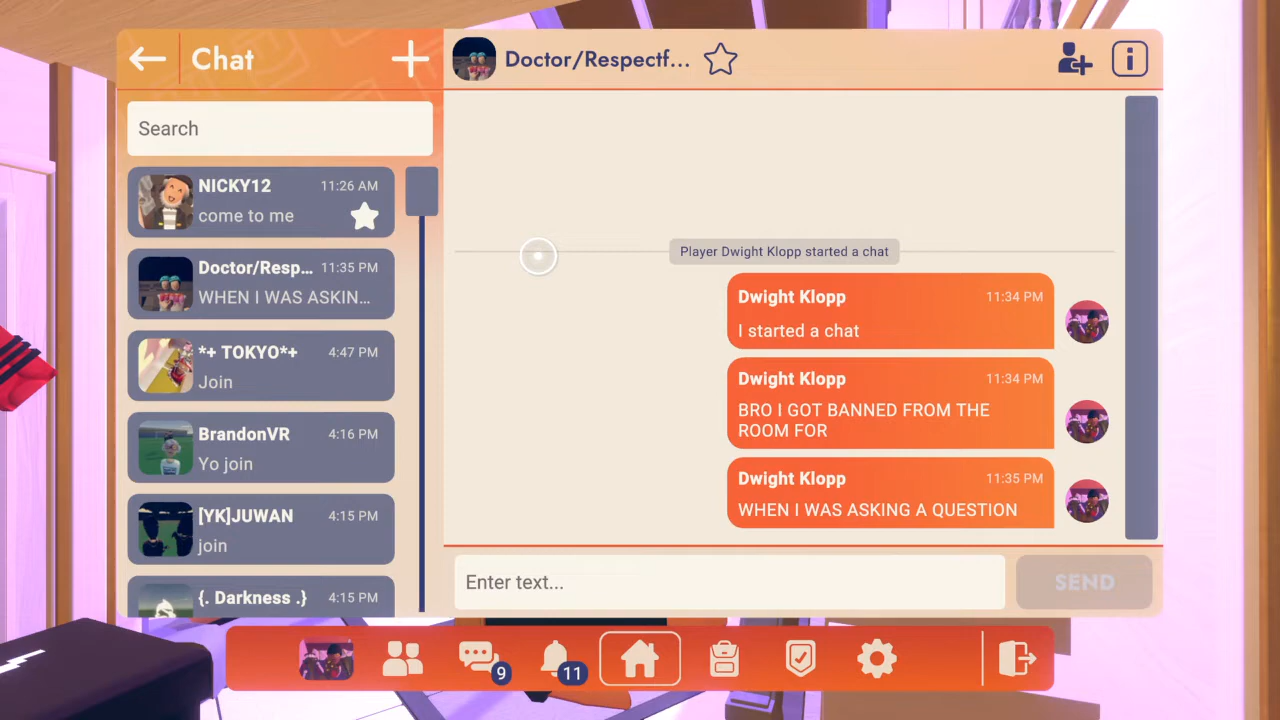 Chat
Search
NICKY12 11:26 AM
come to me
Doctor/Resp... 11:35 PM
WHEN I WAS ASKIN...
*+ TOKYO*+ 4:47 PM
Join
BrandonVR 4:16 PM
Yo join
[YK]JUWAN 4:15 PM
join
{. Darkness .} 4:15 PM
Doctor/Respectf...
Player Dwight Klopp started a chat
Dwight Klopp 11:34 PM
I started a chat
Dwight Klopp 11:34 PM
BRO I GOT BANNED FROM THE
ROOM FOR
Dwight Klopp 11:35 PM
WHEN I WAS ASKING A QUESTION
Enter text...
SEND
9
11